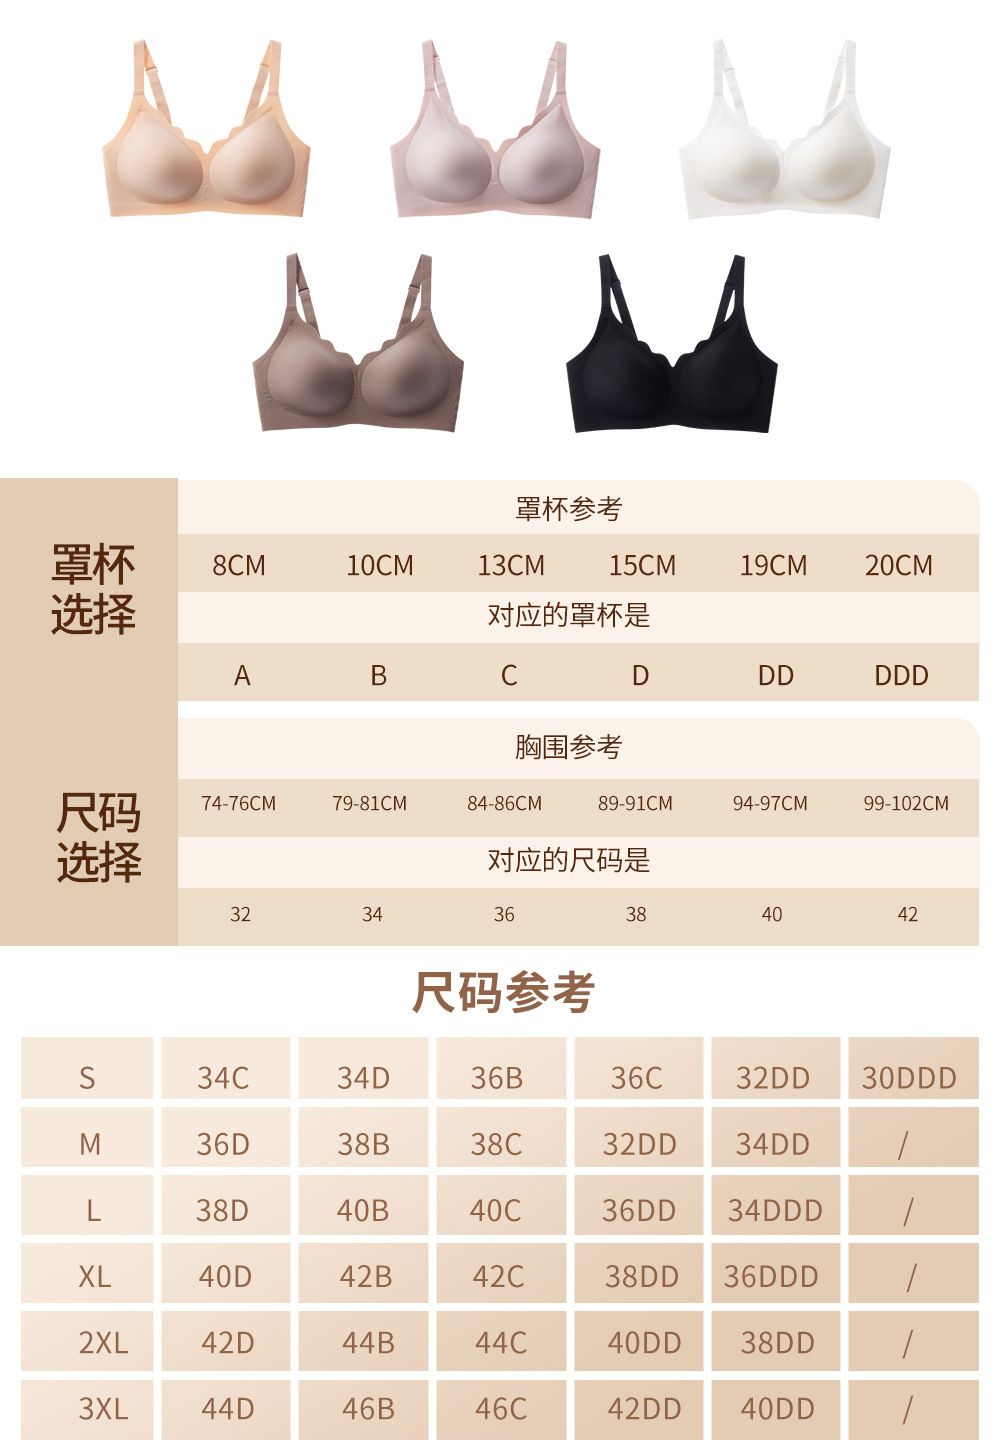 罩杯
选择
罩杯参考
8CM 10CM 13CM 15CM 19CM 20CM
对应的罩杯是
A B C D DD DDD
尺码
选择
胸围参考
74-76CM 79-81CM 84-86CM 89-91CM 94-97CM 99-102CM
对应的尺码是
32 34 36 38 40 42
尺码参考
S 34C 34D 36B 36C 32DD 30DDD
M 36D 38B 38C 32DD 34DD /
L 38D 40B 40C 36DD 34DDD /
XL 40D 42B 42C 38DD 36DDD /
2XL 42D 44B 44C 40DD 38DD /
3XL 44D 46B 46C 42DD 40DD /